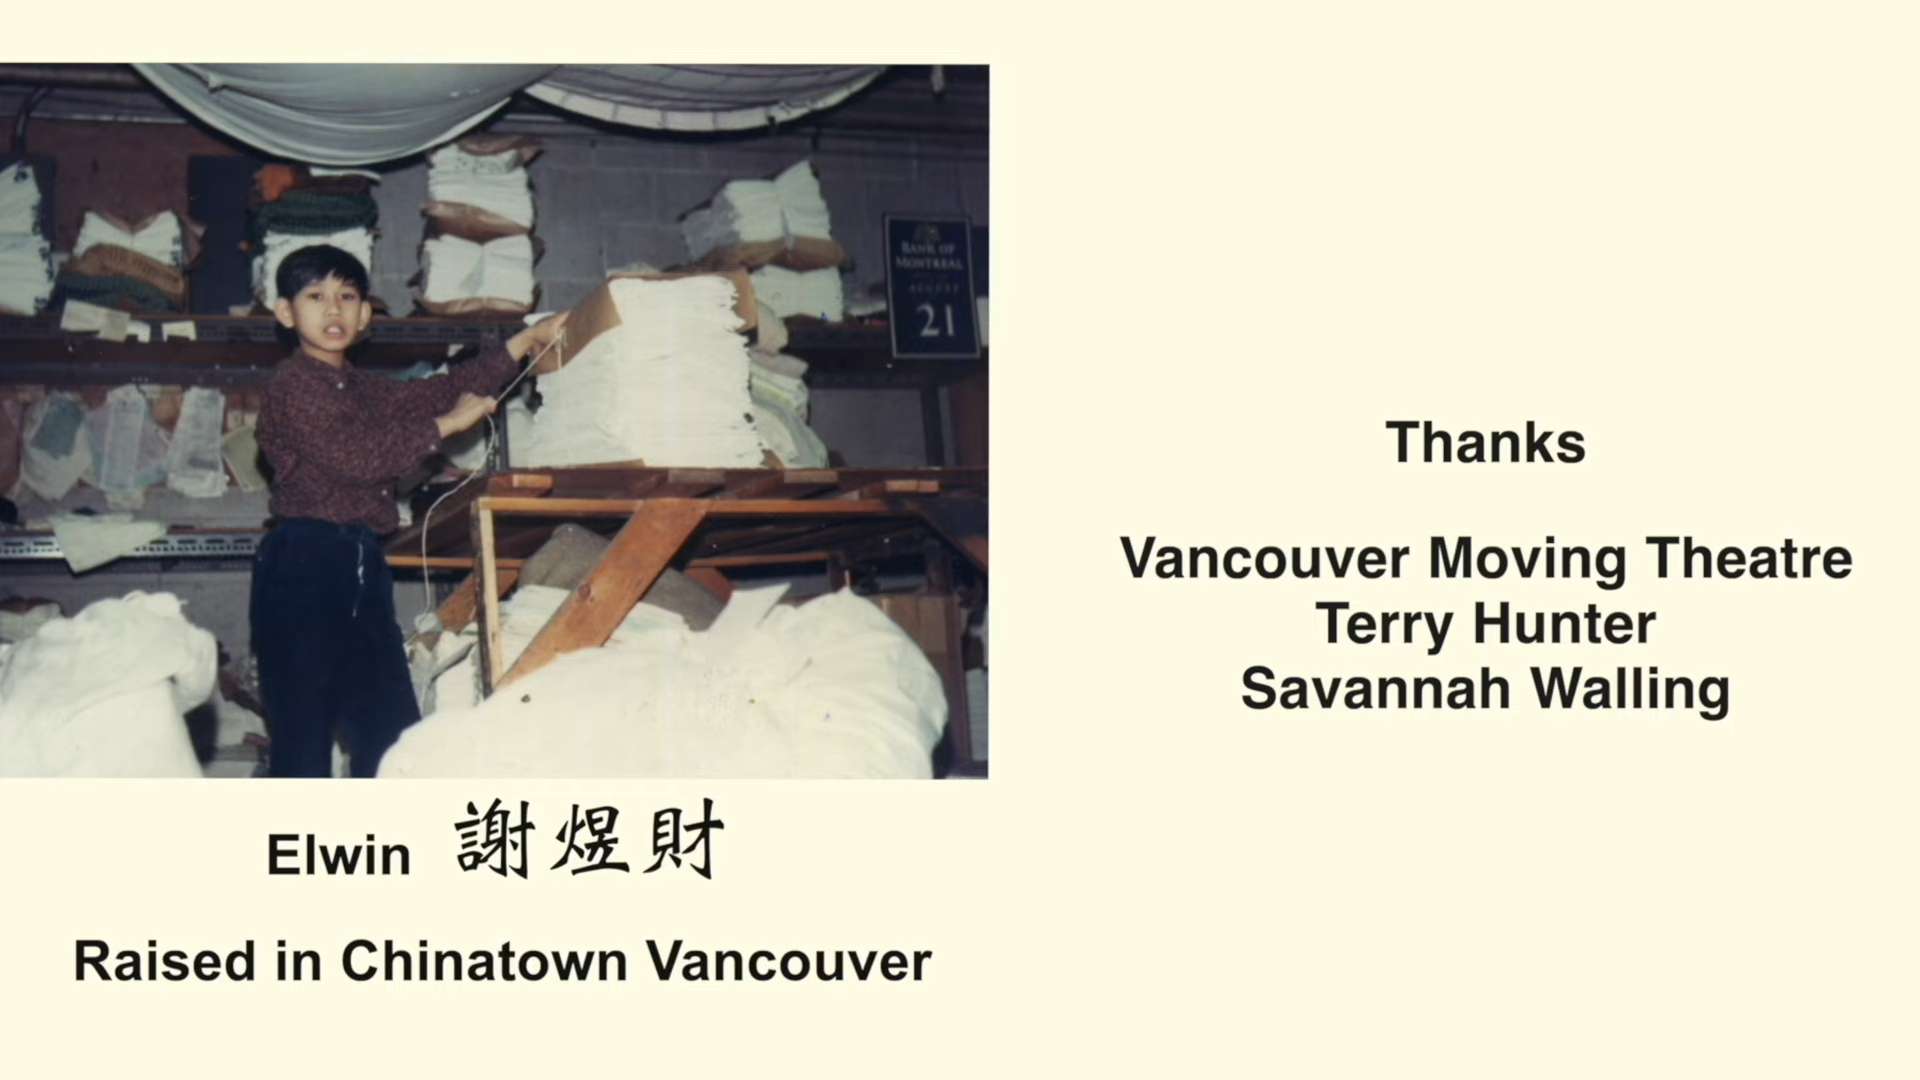 BANK OF
MONTREAL
AUGUST
21
Elwin 謝煜財
Raised in Chinatown Vancouver
Thanks
Vancouver Moving Theatre
Terry Hunter
Savannah Walling